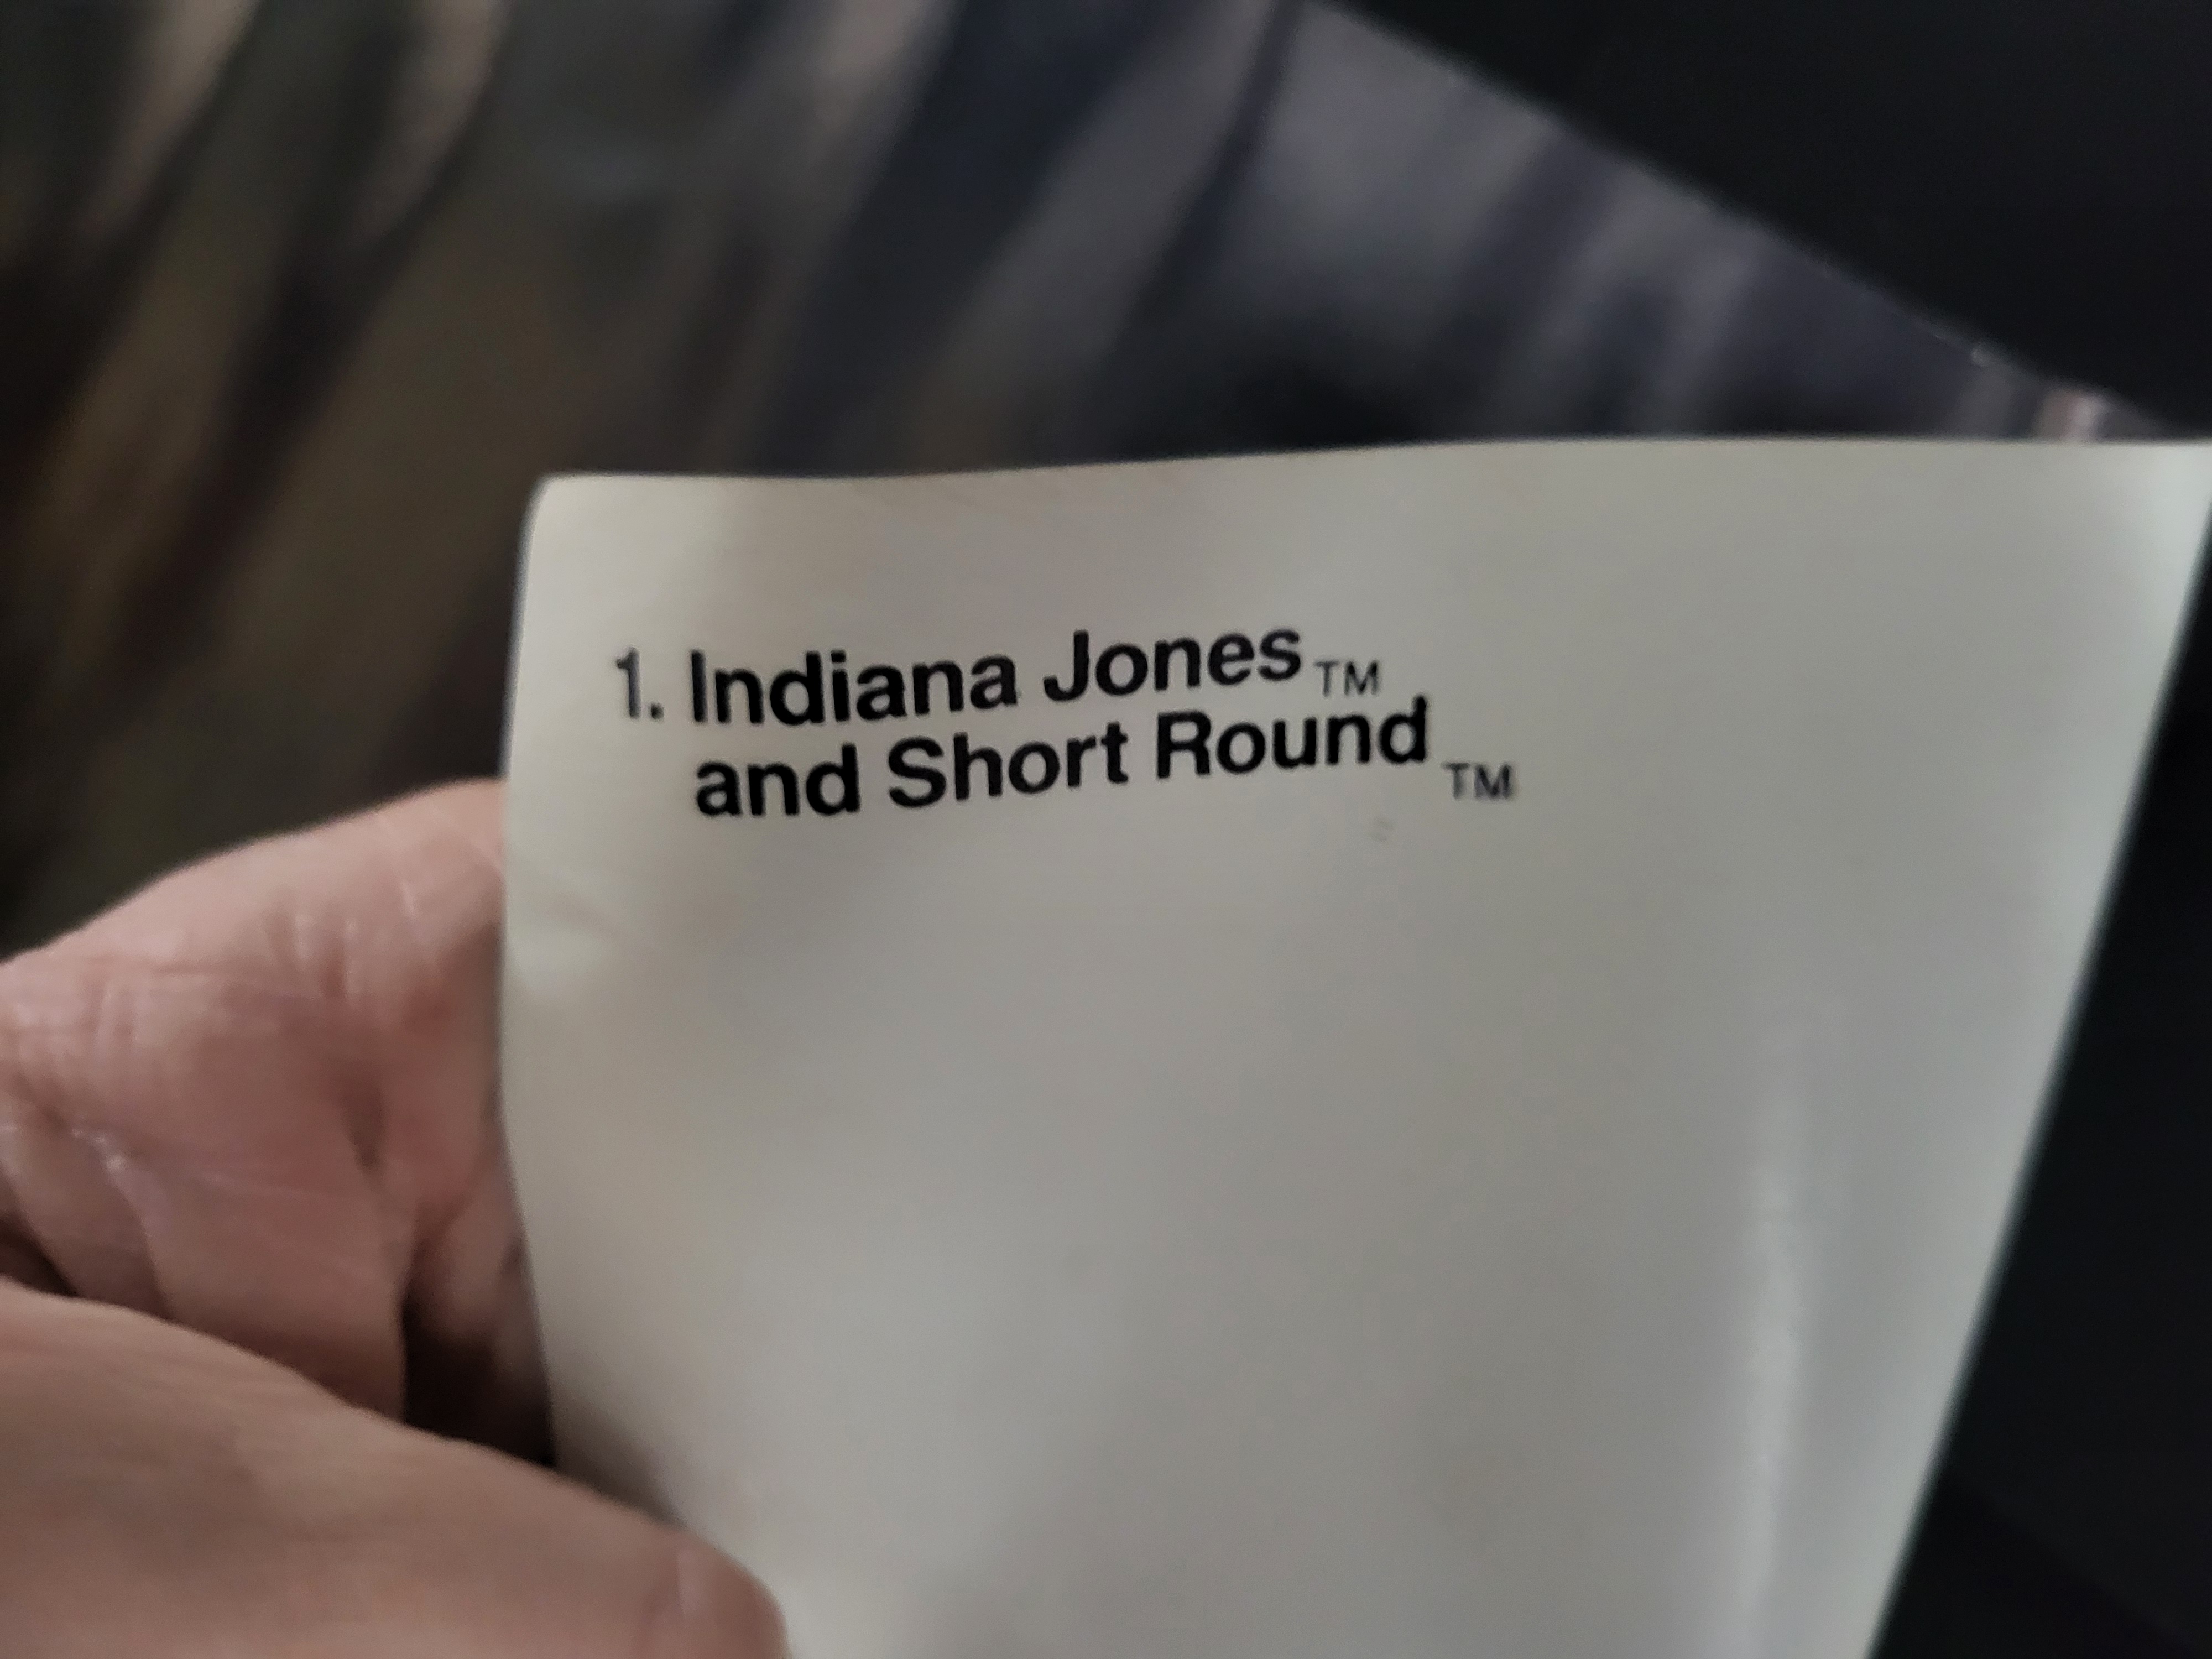 1. Indiana Jones TM
and Short Round TM